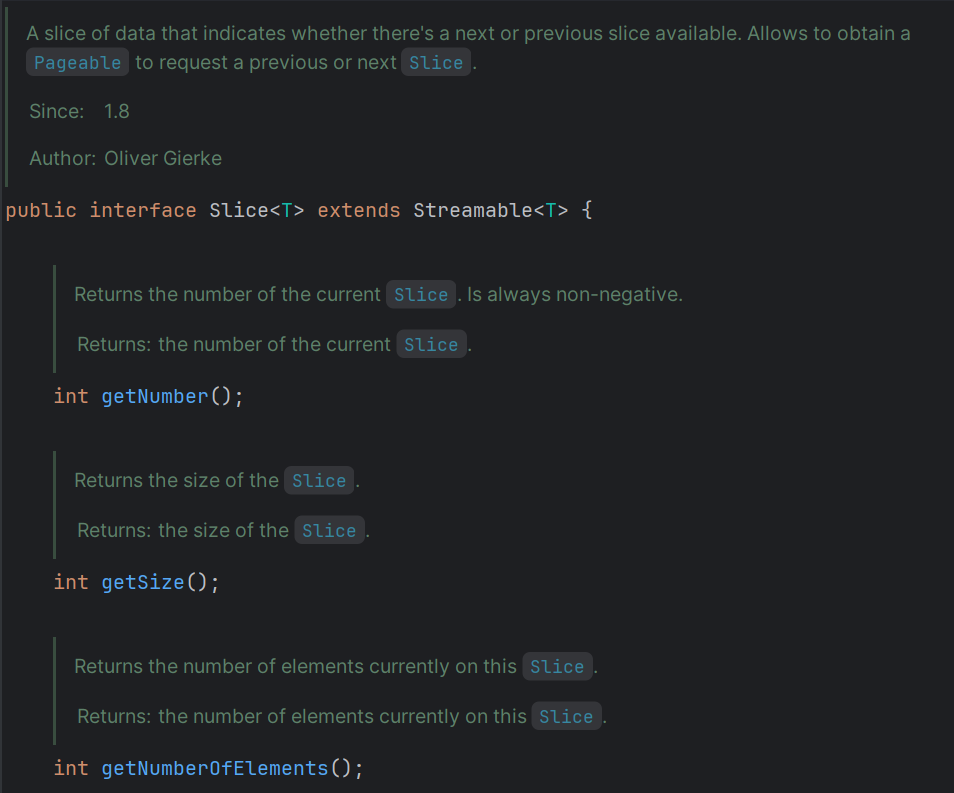 A slice of data that indicates whether there's a next or previous slice available. Allows to obtain a
Pageable to request a previous or next Slice.
Since: 1.8
Author: Oliver Gierke
public interface Slice<T> extends Streamable<T> {
Returns the number of the current Slice. Is always non-negative.
Returns: the number of the current Slice.
int getNumber();
Returns the size of the Slice.
Returns: the size of the Slice.
int getSize();
Returns the number of elements currently on this Slice.
Returns: the number of elements currently on this Slice.
int getNumberOfElements();